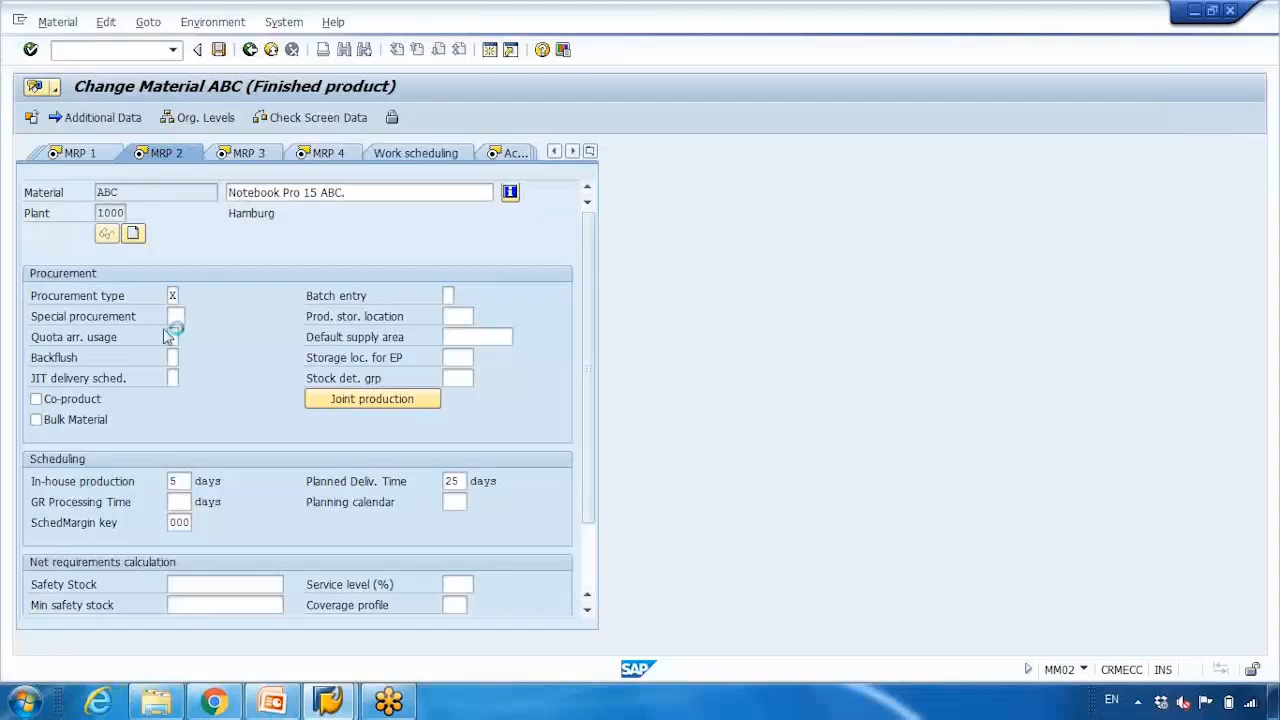 Material Edit Goto Environment System Help
Change Material ABC (Finished product)
Additional Data Org. Levels Check Screen Data
MRP 1 MRP 2 MRP 3 MRP 4 Work scheduling Ac...
Material ABC Notebook Pro 15 ABC.
Plant 1000 Hamburg
Procurement
Procurement type X Batch entry
Special procurement Prod. stor. location
Quota arr. usage Default supply area
Backflush Storage loc. for EP
JIT delivery sched. Stock det. grp
Co-product Joint production
Bulk Material
Scheduling
In-house production 5 days Planned Deliv. Time 25 days
GR Processing Time days Planning calendar
SchedMargin key 000
Net requirements calculation
Safety Stock Service level (%)
Min safety stock Coverage profile
SAP MM02 CRMECC INS
EN